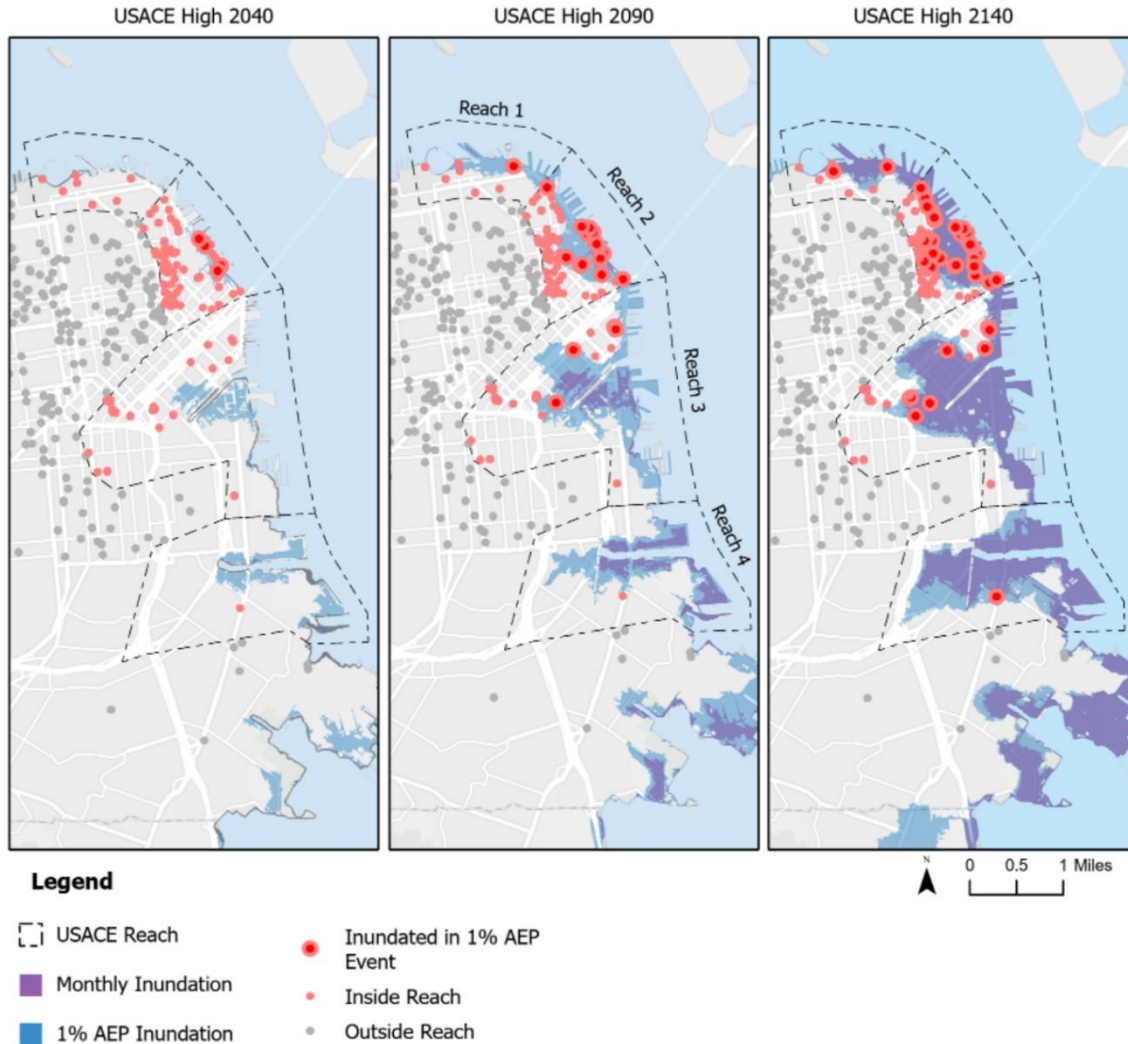 USACE High 2040
USACE High 2090
USACE High 2140
Reach 1
Reach 2
Reach 3
Reach 4
N
0 0.5 1 Miles
Legend
USACE Reach
Monthly Inundation
1% AEP Inundation
Inundated in 1% AEP
Event
Inside Reach
Outside Reach